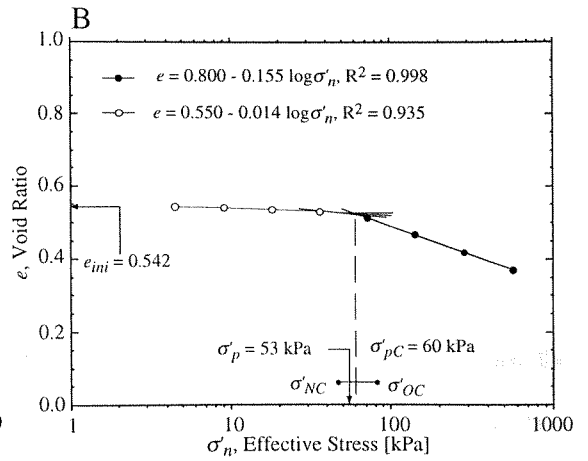 B
1.0
0.8
0.6
0.4
0.2
0.0
e, Void Ratio
e = 0.800 - 0.155 logσ'n, R² = 0.998
e = 0.550 - 0.014 logσ'n, R² = 0.935
eini = 0.542
σ'p = 53 kPa
σ'pC = 60 kPa
σ'NC
σ'OC
1
10
100
1000
σ'n, Effective Stress [kPa]